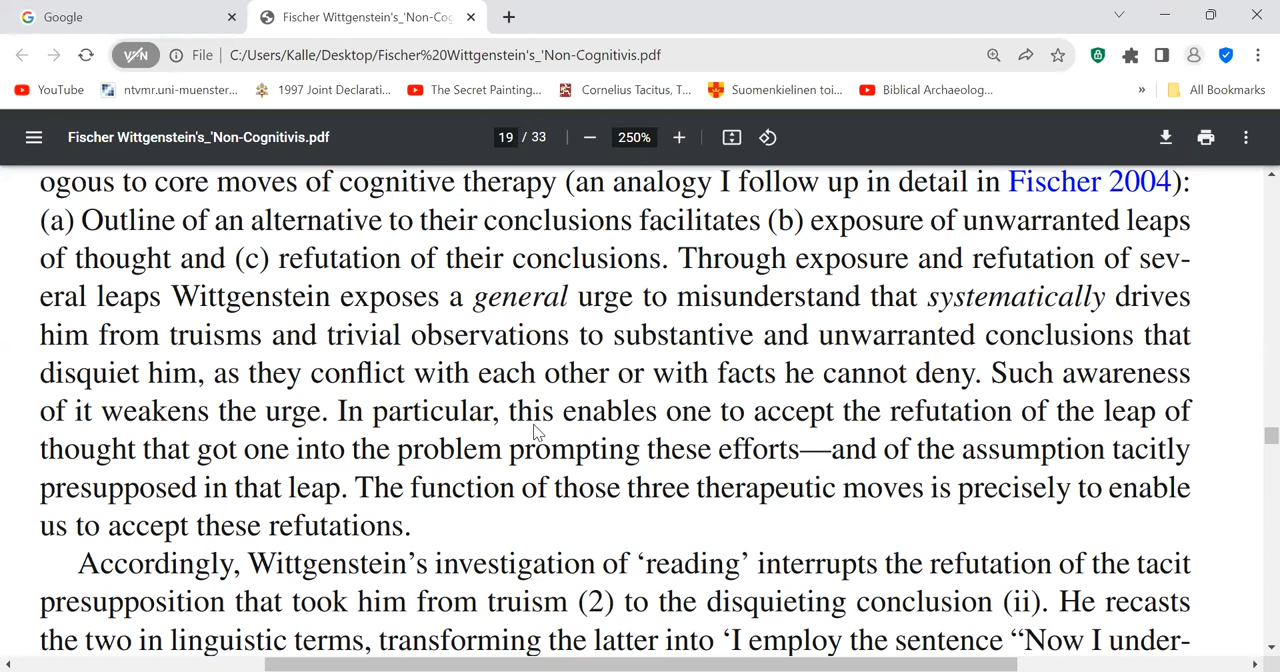 Google
Fischer Wittgenstein's_'Non-Cog
VPN
File
C:/Users/Kalle/Desktop/Fischer%20Wittgenstein's_'Non-Cognitivis.pdf
YouTube
ntvmr.uni-muenster...
1997 Joint Declarati...
The Secret Painting...
Cornelius Tacitus, T...
Suomenkielinen toi...
Biblical Archaeolog...
»
All Bookmarks
Fischer Wittgenstein's_'Non-Cognitivis.pdf
19 / 33
250%
ogous to core moves of cognitive therapy (an analogy I follow up in detail in Fischer 2004):
(a) Outline of an alternative to their conclusions facilitates (b) exposure of unwarranted leaps
of thought and (c) refutation of their conclusions. Through exposure and refutation of sev-
eral leaps Wittgenstein exposes a general urge to misunderstand that systematically drives
him from truisms and trivial observations to substantive and unwarranted conclusions that
disquiet him, as they conflict with each other or with facts he cannot deny. Such awareness
of it weakens the urge. In particular, this enables one to accept the refutation of the leap of
thought that got one into the problem prompting these efforts—and of the assumption tacitly
presupposed in that leap. The function of those three therapeutic moves is precisely to enable
us to accept these refutations.
Accordingly, Wittgenstein's investigation of ‘reading’ interrupts the refutation of the tacit
presupposition that took him from truism (2) to the disquieting conclusion (ii). He recasts
the two in linguistic terms, transforming the latter into ‘I employ the sentence “Now I under-